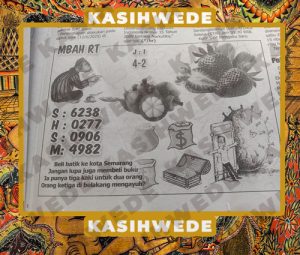 KASIHWEDE
MBAH RT
4-2
S : 6238
H : 0277
S : 0906
M: 4982
Beli batik ke kota Semarang
Jangan lupa juga membeli buku
Ia punya tiga kaki untuk dua orang
Orang ketiga di belakang mengayuh?
KASIHWEDE